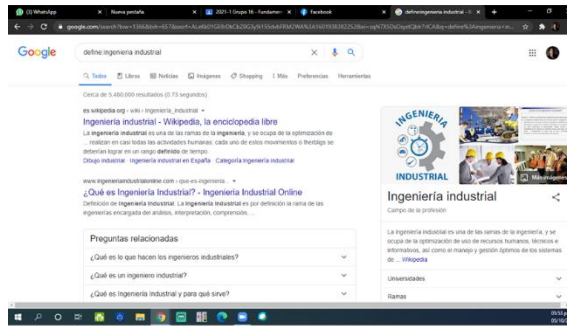 (3) WhatsApp
Nueva pestaña
2021-1 Grupo 16 - Fundament
Facebook
google.com/search?
Google
define:ingenieria industrial
Todos Libros Noticias Imágenes Shopping Más Preferencias Herramientas
Cerca de 5.460.000 resultados (0.73 segundos)
es.wikipedia.org › wiki › Ingeniería_industrial
Ingeniería industrial - Wikipedia, la enciclopedia libre
La ingeniería industrial es una de las ramas de la ingeniería, y se ocupa de la optimización de
... realizan en casi todas las actividades humanas; cada uno de estos movimientos o therbligs se
deberían lograr en un rango definido de tiempo.
Dibujo industrial · Ingeniería industrial en España · Categoría:Ingeniería industrial
www.ingenieriaindustrialonline.com › que-es-ingenieria...
¿Qué es Ingeniería Industrial? - Ingenieria Industrial Online
Definición de Ingeniería Industrial. La Ingeniería Industrial es por definición la rama de las
ingenierías encargada del análisis, interpretación, comprensión, ...
Preguntas relacionadas
¿Qué es lo que hacen los ingenieros industriales?
¿Qué es un ingeniero industrial?
¿Qué es Ingeniería Industrial y para qué sirve?
INGENIERIA
INDUSTRIAL
Más imágenes
Ingeniería industrial
Campo de la profesión
La ingeniería industrial es una de las ramas de la ingeniería, y se
ocupa de la optimización de uso de recursos humanos, técnicos e
informativos, así como el manejo y gestión óptimos de los sistemas
de ... Wikipedia
Universidades
Ramas